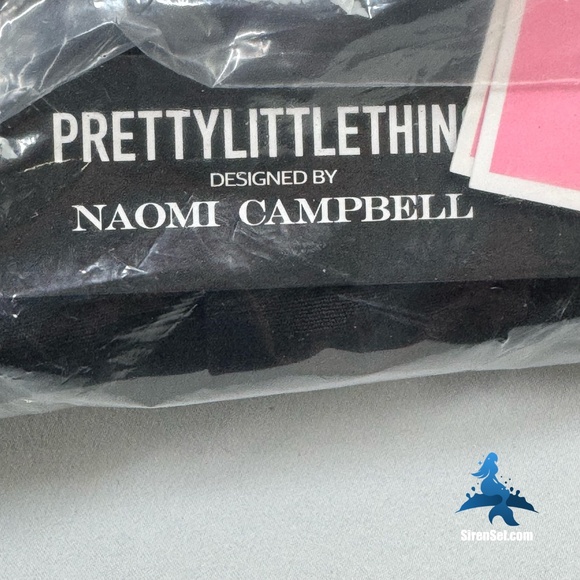 PRETTYLITTLETHIN
DESIGNED BY
NAOMI CAMPBELL
SirenSet.com